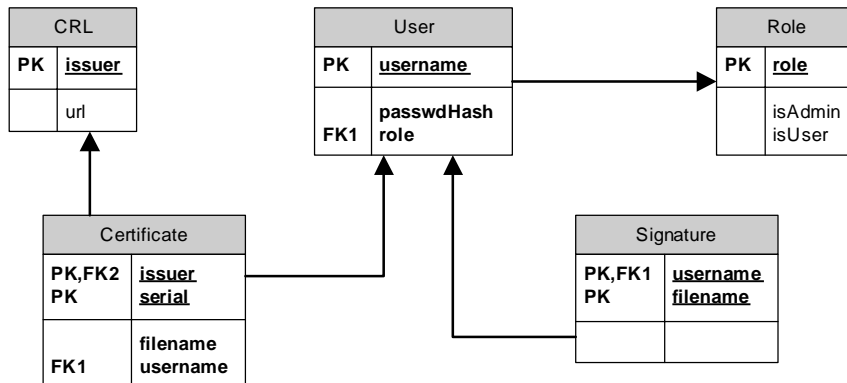 CRL
PK issuer
url
User
PK username
passwdHash
FK1 role
Role
PK role
isAdmin
isUser
Certificate
PK,FK2 issuer
PK serial
filename
FK1 username
Signature
PK,FK1 username
PK filename